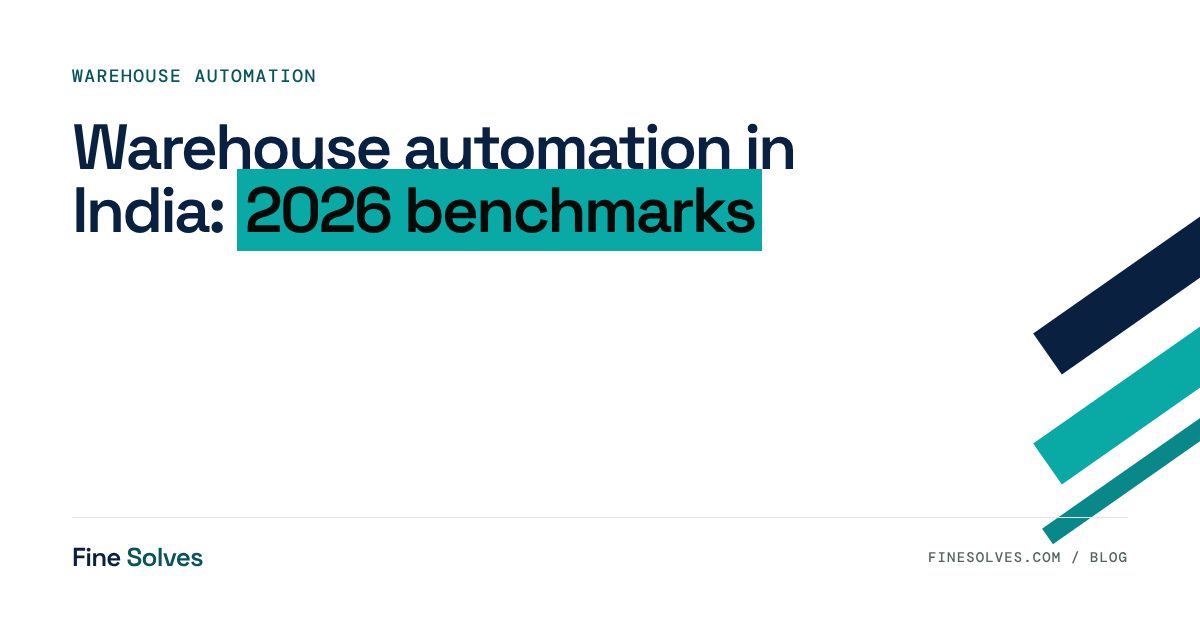 WAREHOUSE AUTOMATION
Warehouse automation in
India: 2026 benchmarks
Fine Solves
FINESOLVES.COM / BLOG